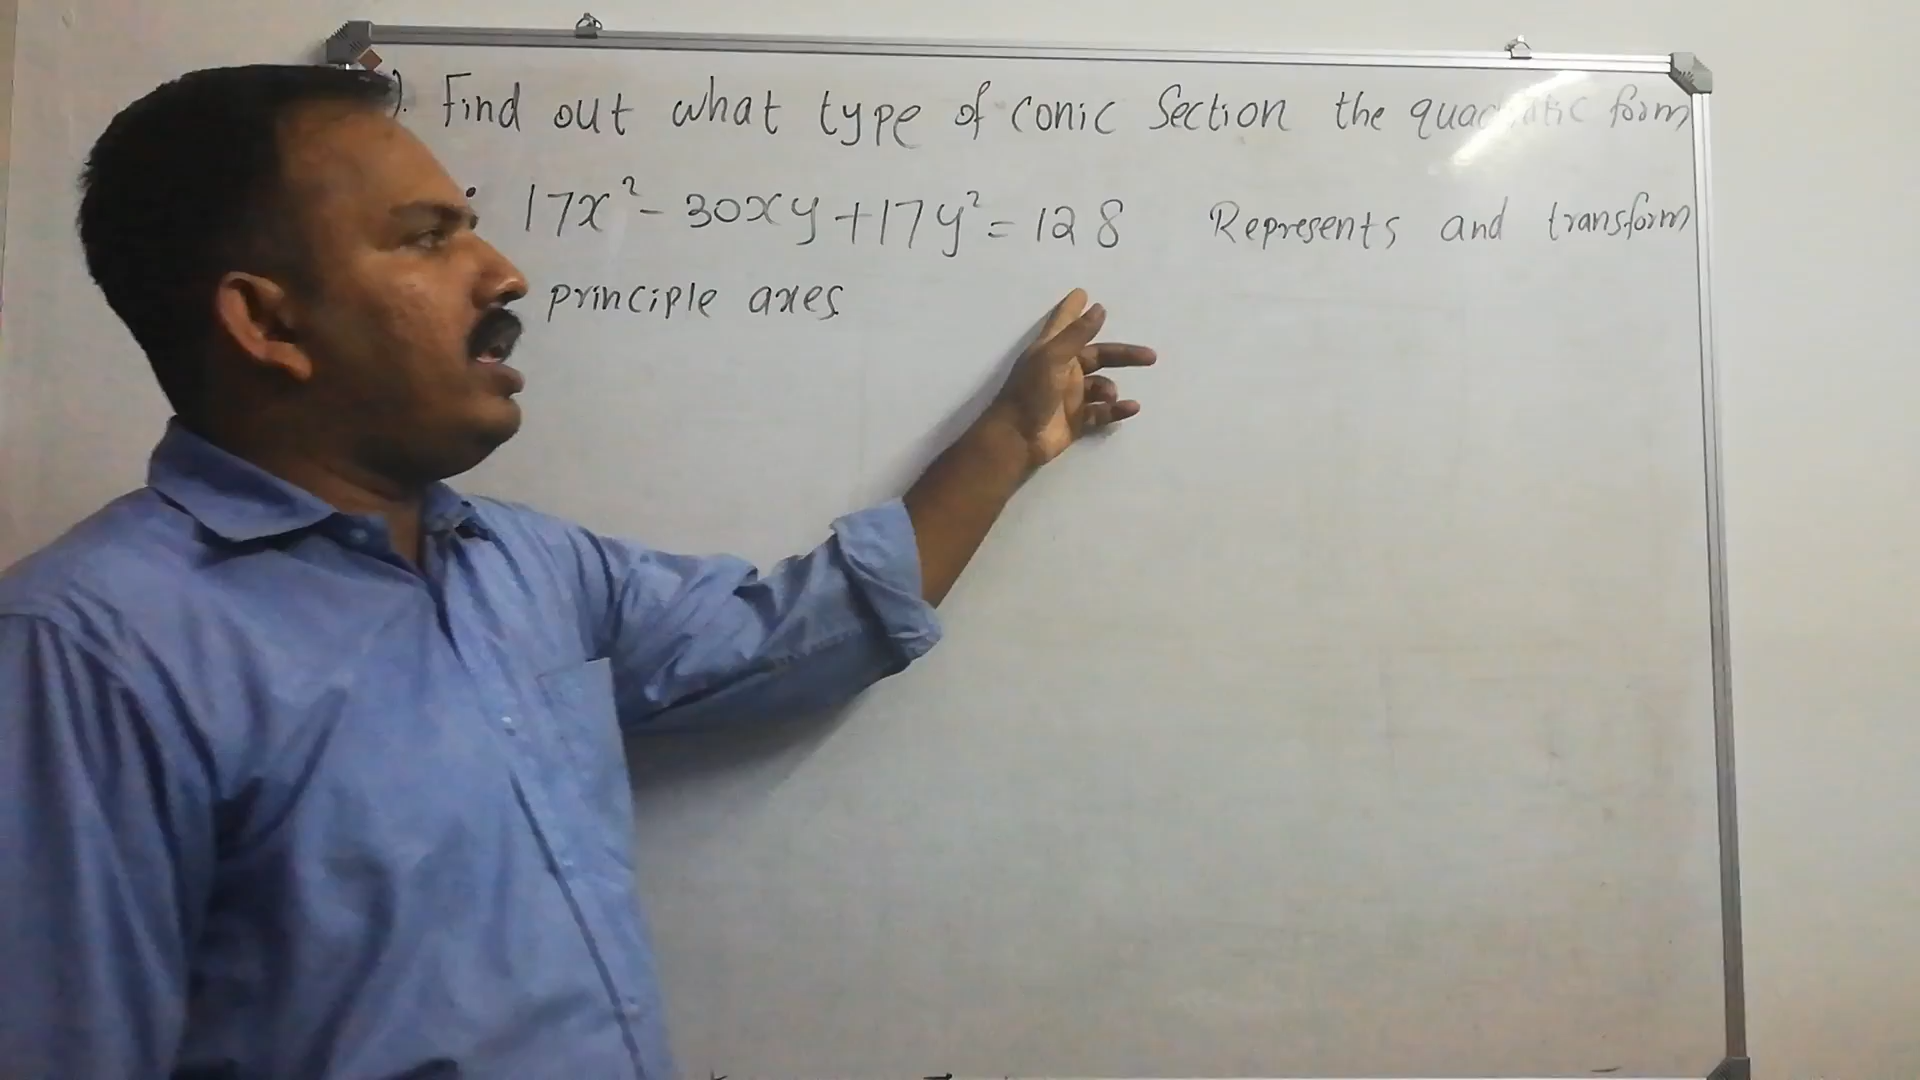 ). Find out what type of conic Section the quadratic form
17x² - 30xy + 17y² = 128 Represents and transform
principle axes.